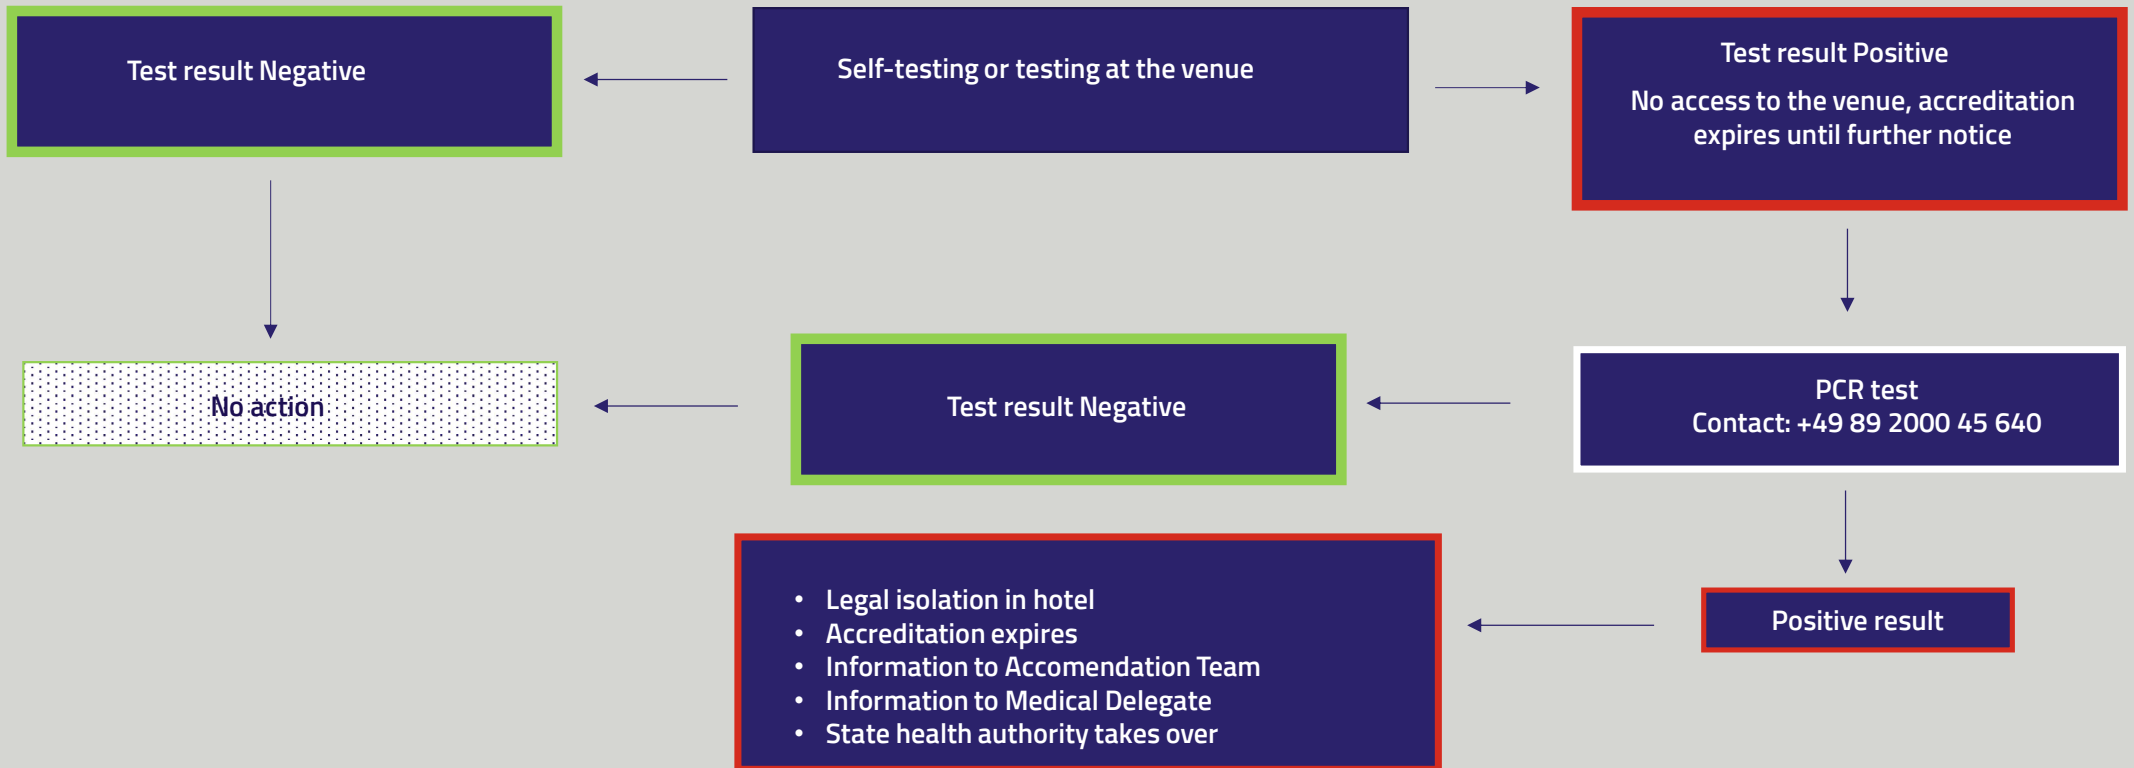 Test result Negative
Self-testing or testing at the venue
Test result Positive
No access to the venue, accreditation
expires until further notice
No action
Test result Negative
PCR test
Contact: +49 89 2000 45 640
• Legal isolation in hotel
• Accreditation expires
• Information to Accomendation Team
• Information to Medical Delegate
• State health authority takes over
Positive result